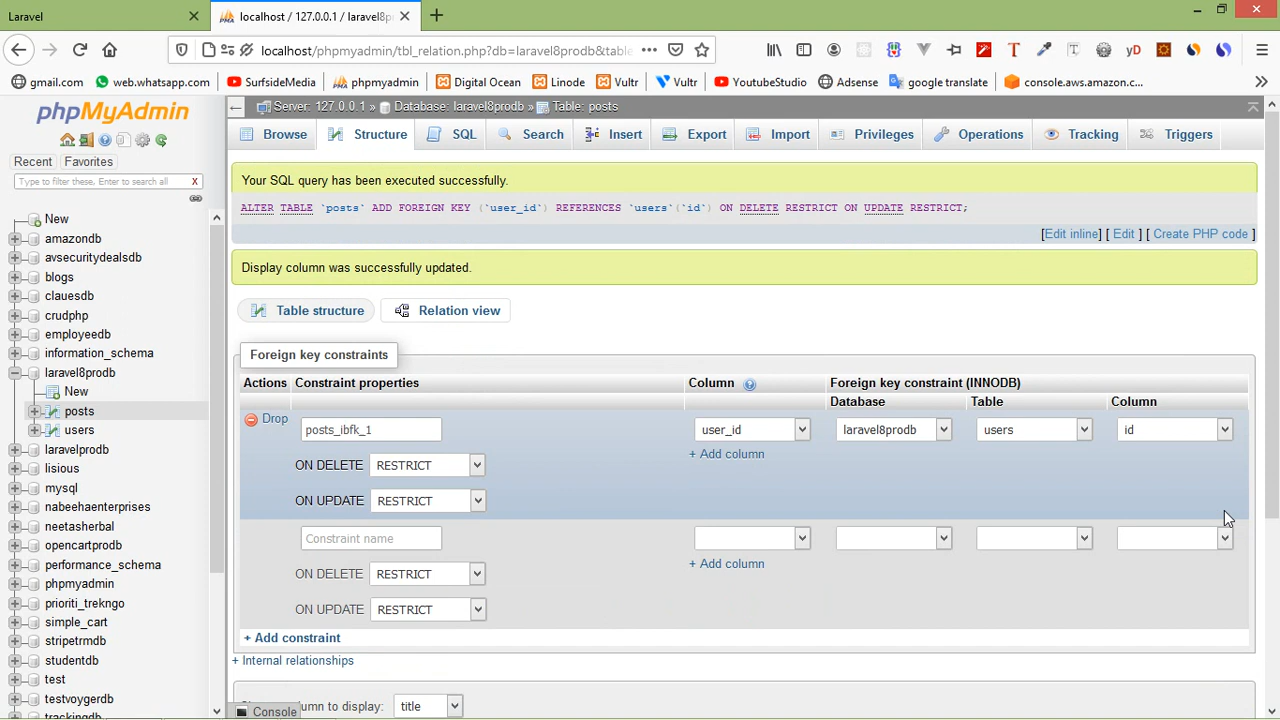 Laravel
localhost / 127.0.0.1 / laravel8prodb
localhost/phpmyadmin/tbl_relation.php?db=laravel8prodb&table
gmail.com web.whatsapp.com SurfsideMedia phpmyadmin Digital Ocean Linode Vultr Vultr YouTubeStudio Adsense google translate console.aws.amazon.c...
phpMyAdmin
Server: 127.0.0.1 » Database: laravel8prodb » Table: posts
Browse Structure SQL Search Insert Export Import Privileges Operations Tracking Triggers
Recent Favorites
Type to filter these, Enter to search all X
New
amazondb
avsecuritydealsdb
blogs
clauesdb
crudphp
employeedb
information_schema
laravel8prodb
New
posts
users
laravelprodb
lisious
mysql
nabeehaenterprises
neetasherbal
opencartprodb
performance_schema
phpmyadmin
prioriti_trekngo
simple_cart
stripetrmdb
studentdb
test
testvoygerdb
trackingdb
Your SQL query has been executed successfully.
ALTER TABLE `posts` ADD FOREIGN KEY (`user_id`) REFERENCES `users`(`id`) ON DELETE RESTRICT ON UPDATE RESTRICT;
[Edit inline] [ Edit ] [ Create PHP code ]
Display column was successfully updated.
Table structure Relation view
Foreign key constraints
Actions Constraint properties Column Foreign key constraint (INNODB)
Database Table Column
Drop posts_ibfk_1 user_id laravel8prodb users id
+ Add column
ON DELETE RESTRICT
ON UPDATE RESTRICT
Constraint name
+ Add column
ON DELETE RESTRICT
ON UPDATE RESTRICT
+ Add constraint
+ Internal relationships
column to display: title
Console